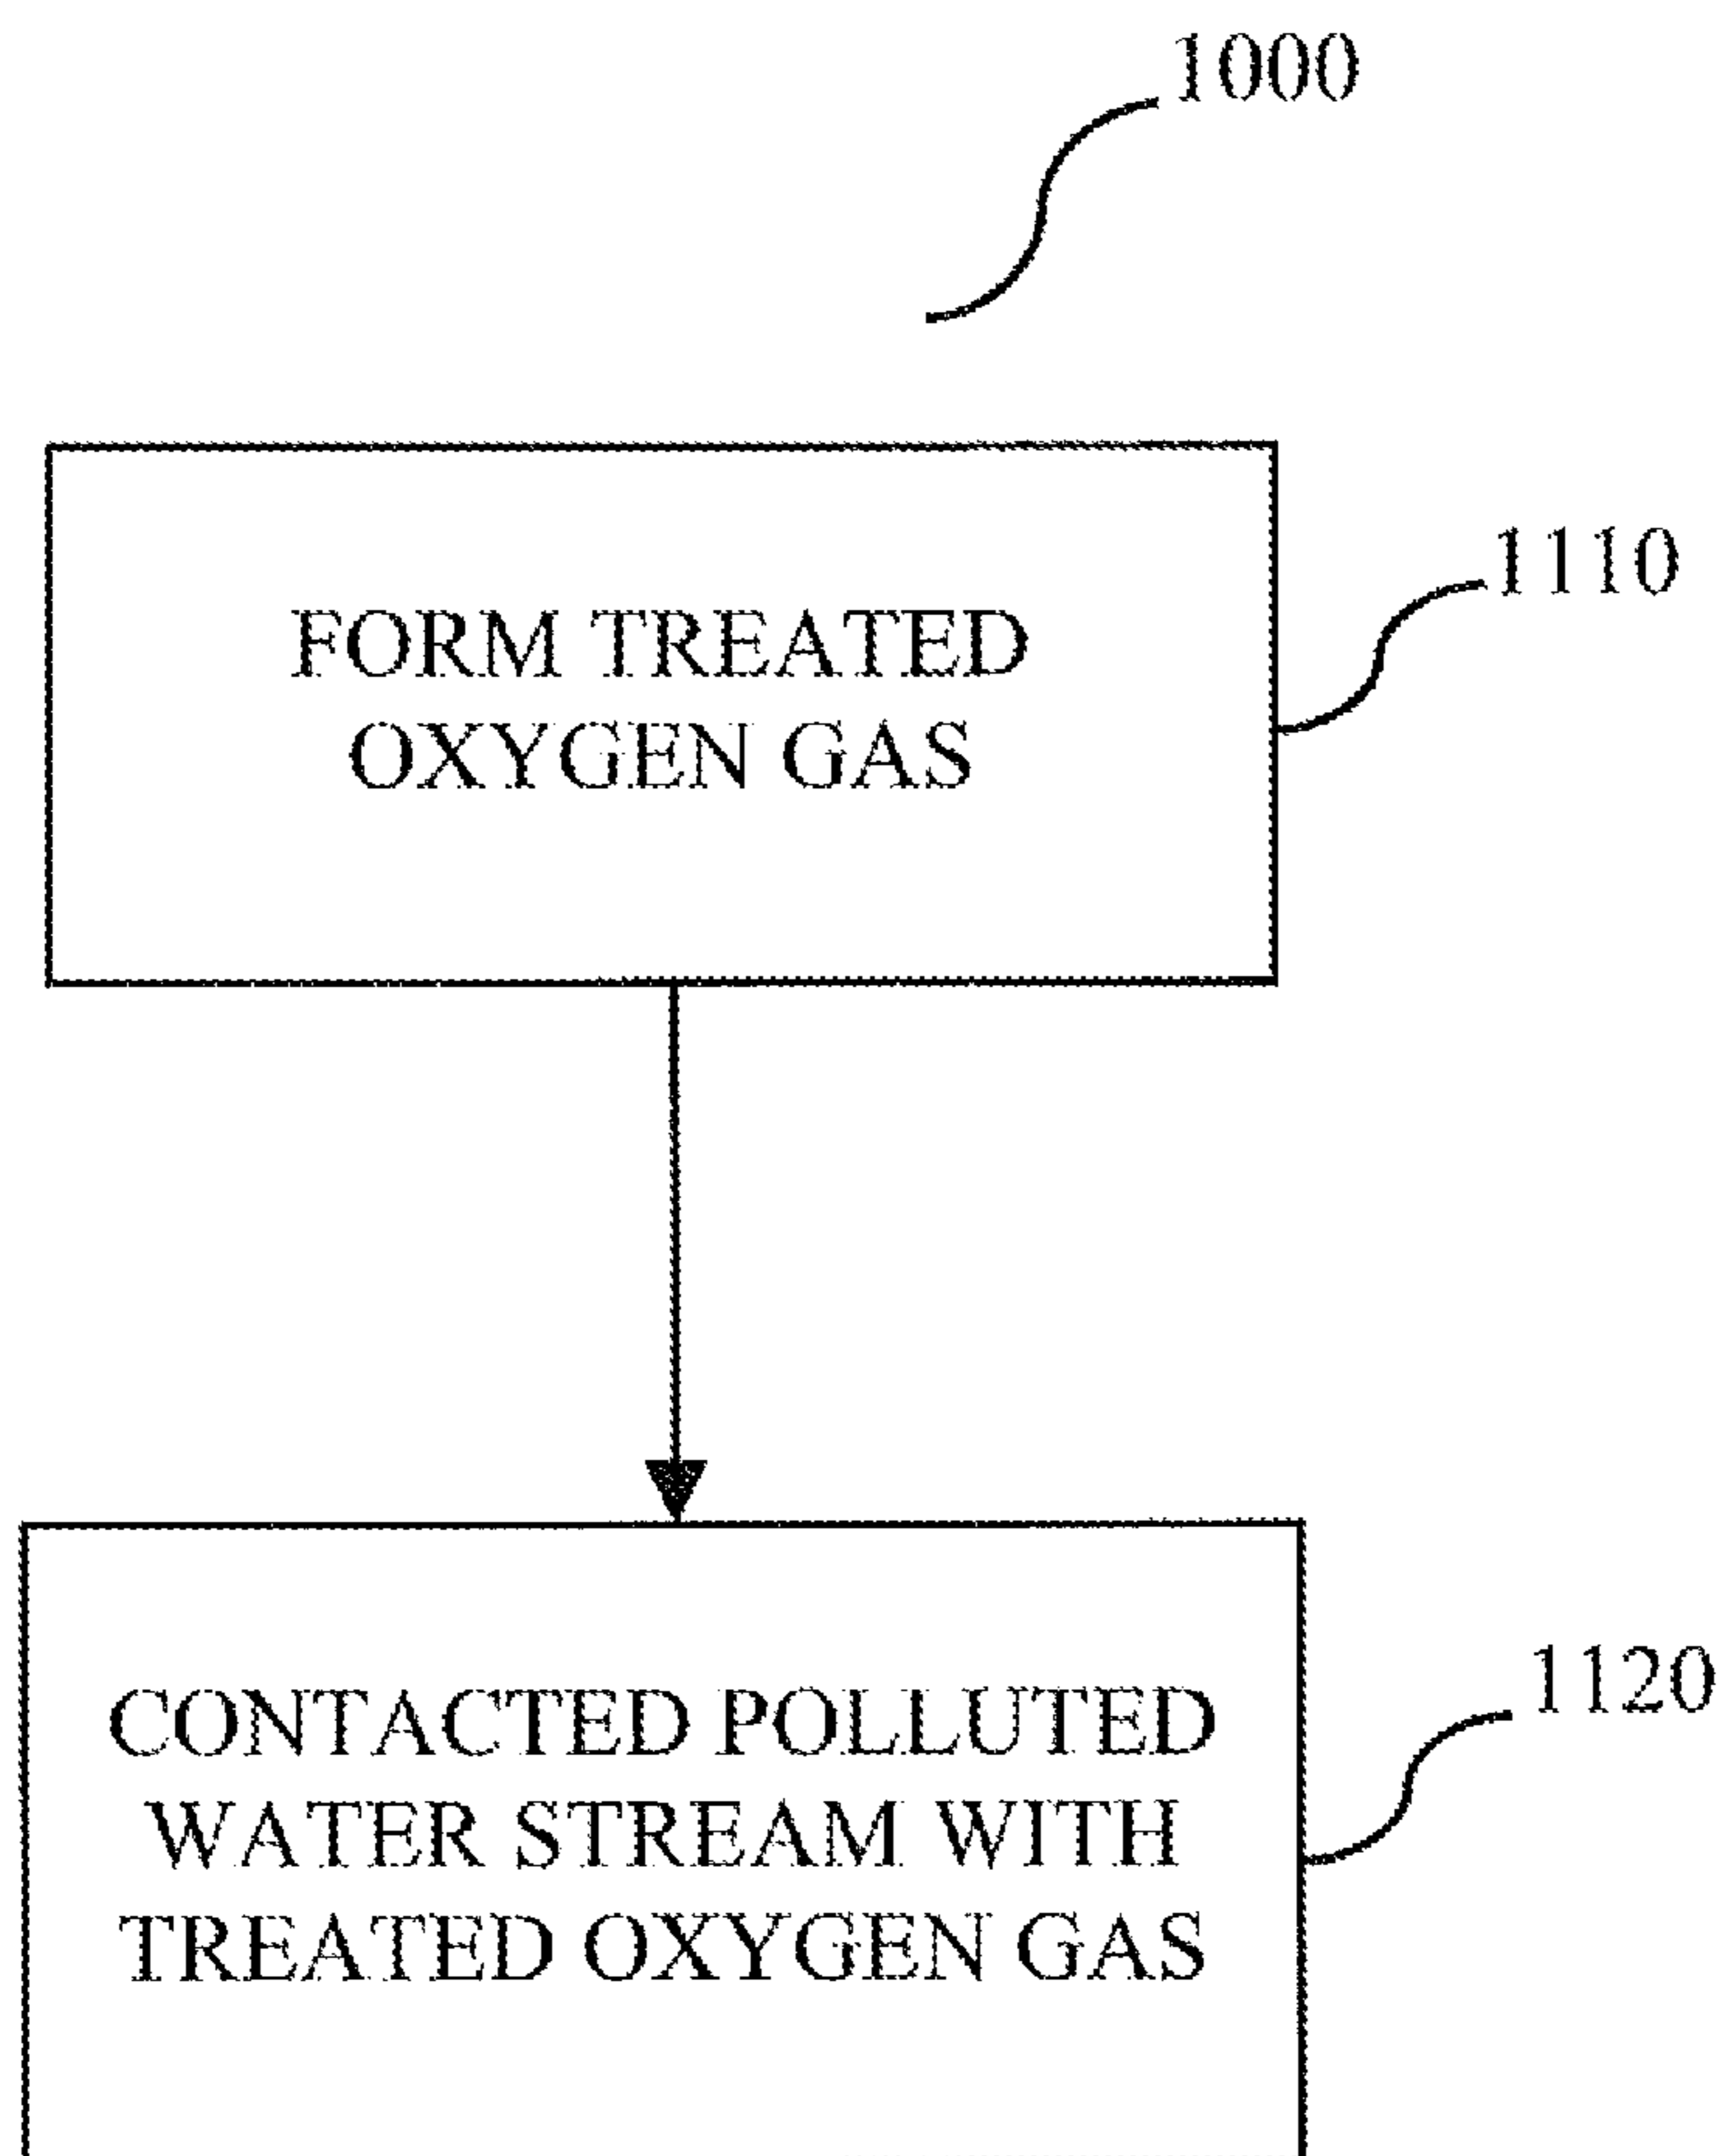 1000
FORM TREATED
OXYGEN GAS
1110
CONTACTED POLLUTED
WATER STREAM WITH
TREATED OXYGEN GAS
1120